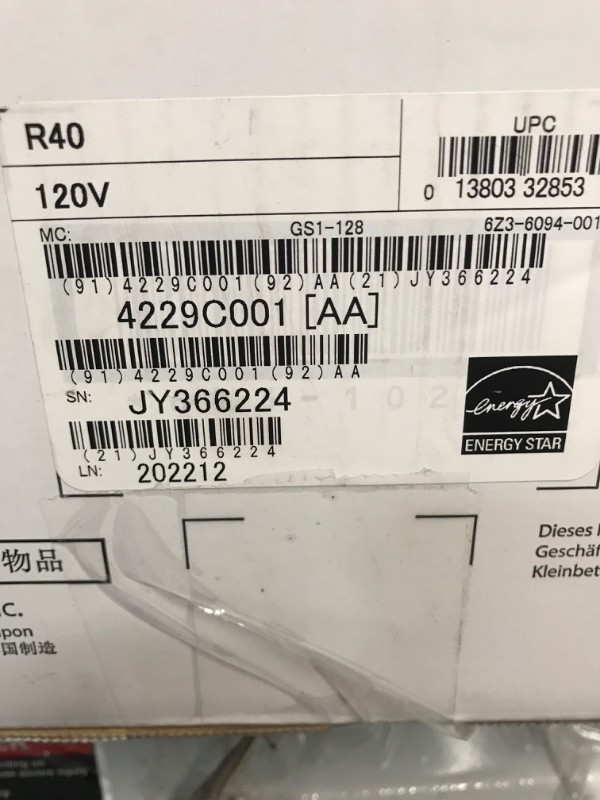 R40
UPC
120V
0 13803 32853
MC: GS1-128 6Z3-6094-001
(91)4229C001(92)AA(21)JY366224
4229C001 [AA]
(91)4229C001(92)AA
SN: JY366224
(21)JY366224
LN: 202212
energy
ENERGY STAR
物品
Dieses
Geschäf
Kleinbet
C.
pon
国制造